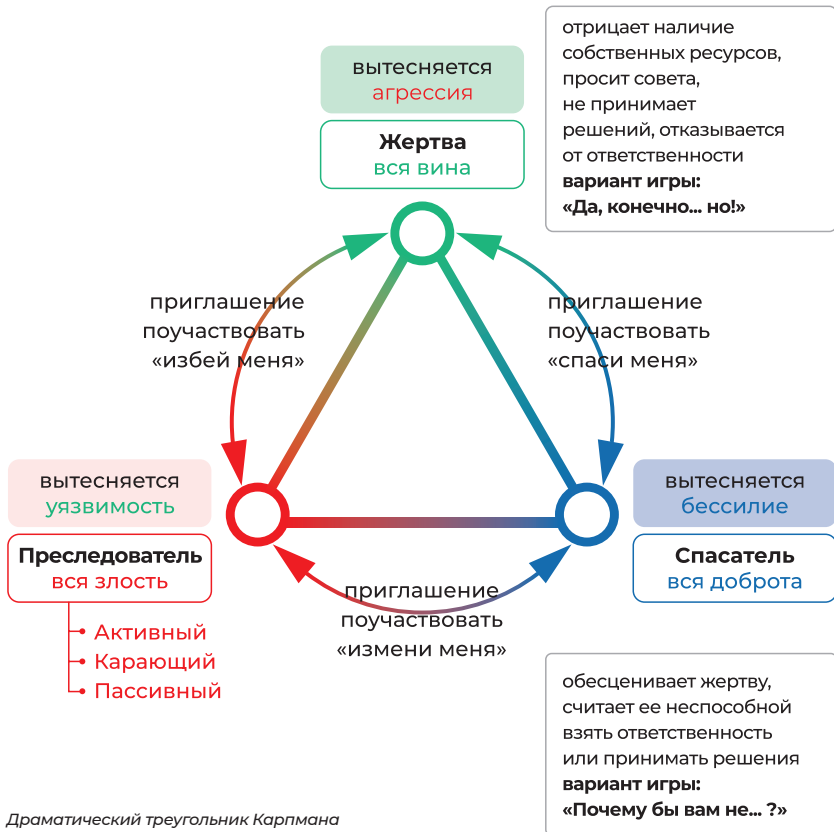 вытесняется
агрессия
Жертва
вся вина
отрицает наличие
собственных ресурсов,
просит совета,
не принимает
решений, отказывается
от ответственности
вариант игры:
«Да, конечно... но!»
приглашение
поучаствовать
«избей меня»
приглашение
поучаствовать
«спаси меня»
вытесняется
уязвимость
Преследователь
вся злость
Активный
Карающий
Пассивный
вытесняется
бессилие
Спасатель
вся доброта
приглашение
поучаствовать
«измени меня»
обесценивает жертву,
считает ее неспособной
взять ответственность
или принимать решения
вариант игры:
«Почему бы вам не... ?»
Драматический треугольник Карпмана